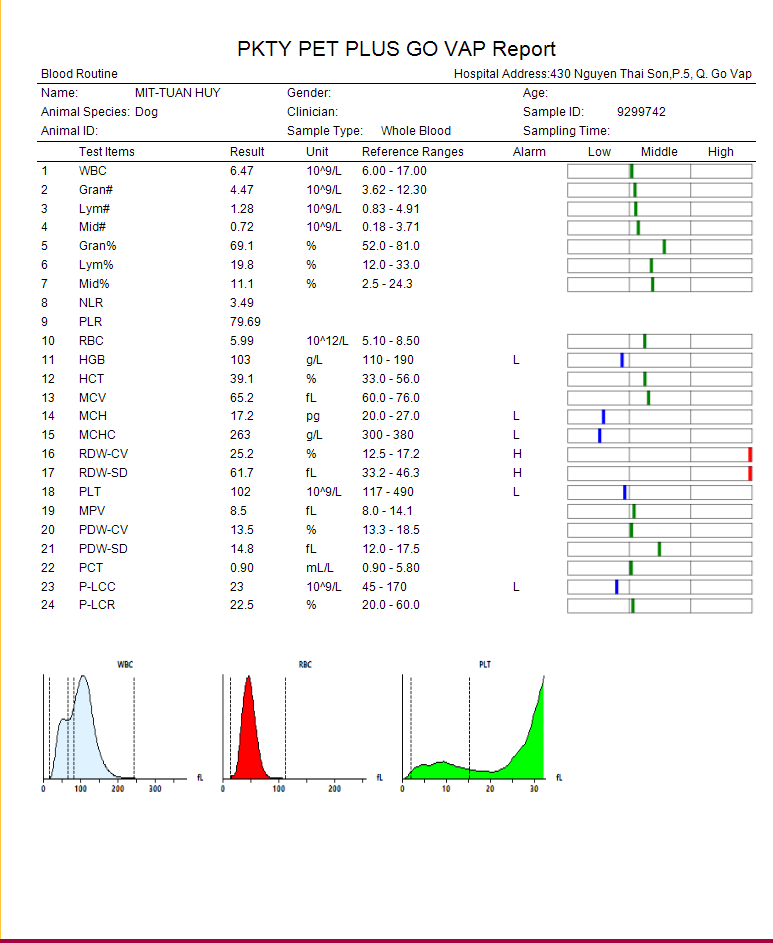 PKTY PET PLUS GO VAP Report
Blood Routine Hospital Address:430 Nguyen Thai Son,P.5, Q. Go Vap
Name: MIT-TUAN HUY Gender: Age:
Animal Species: Dog Clinician: Sample ID: 9299742
Animal ID: Sample Type: Whole Blood Sampling Time:
Test Items Result Unit Reference Ranges Alarm Low Middle High
1 WBC 6.47 10^9/L 6.00 - 17.00
2 Gran# 4.47 10^9/L 3.62 - 12.30
3 Lym# 1.28 10^9/L 0.83 - 4.91
4 Mid# 0.72 10^9/L 0.18 - 3.71
5 Gran% 69.1 % 52.0 - 81.0
6 Lym% 19.8 % 12.0 - 33.0
7 Mid% 11.1 % 2.5 - 24.3
8 NLR 3.49
9 PLR 79.69
10 RBC 5.99 10^12/L 5.10 - 8.50
11 HGB 103 g/L 110 - 190 L
12 HCT 39.1 % 33.0 - 56.0
13 MCV 65.2 fL 60.0 - 76.0
14 MCH 17.2 pg 20.0 - 27.0 L
15 MCHC 263 g/L 300 - 380 L
16 RDW-CV 25.2 % 12.5 - 17.2 H
17 RDW-SD 61.7 fL 33.2 - 46.3 H
18 PLT 102 10^9/L 117 - 490 L
19 MPV 8.5 fL 8.0 - 14.1
20 PDW-CV 13.5 % 13.3 - 18.5
21 PDW-SD 14.8 fL 12.0 - 17.5
22 PCT 0.90 mL/L 0.90 - 5.80
23 P-LCC 23 10^9/L 45 - 170 L
24 P-LCR 22.5 % 20.0 - 60.0
WBC RBC PLT
fL fL fL
0 100 200 300 0 100 200 0 10 20 30